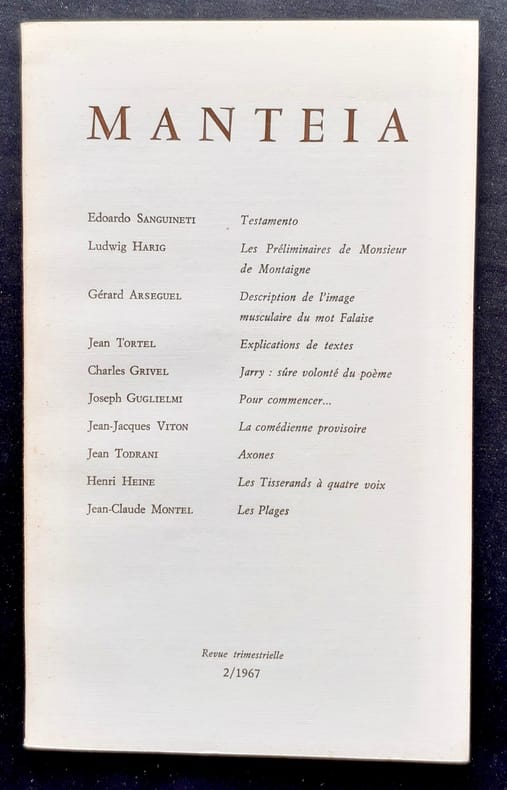 MANTEIA
Edoardo SANGUINETI Testamento
Ludwig HARIG Les Préliminaires de Monsieur
de Montaigne
Gérard ARSEGUEL Description de l'image
musculaire du mot Falaise
Jean TORTEL Explications de textes
Charles GRIVEL Jarry : sûre volonté du poème
Joseph GUGLIELMI Pour commencer...
Jean-Jacques VITON La comédienne provisoire
Jean TODRANI Axones
Henri HEINE Les Tisserands à quatre voix
Jean-Claude MONTEL Les Plages
Revue trimestrielle
2/1967